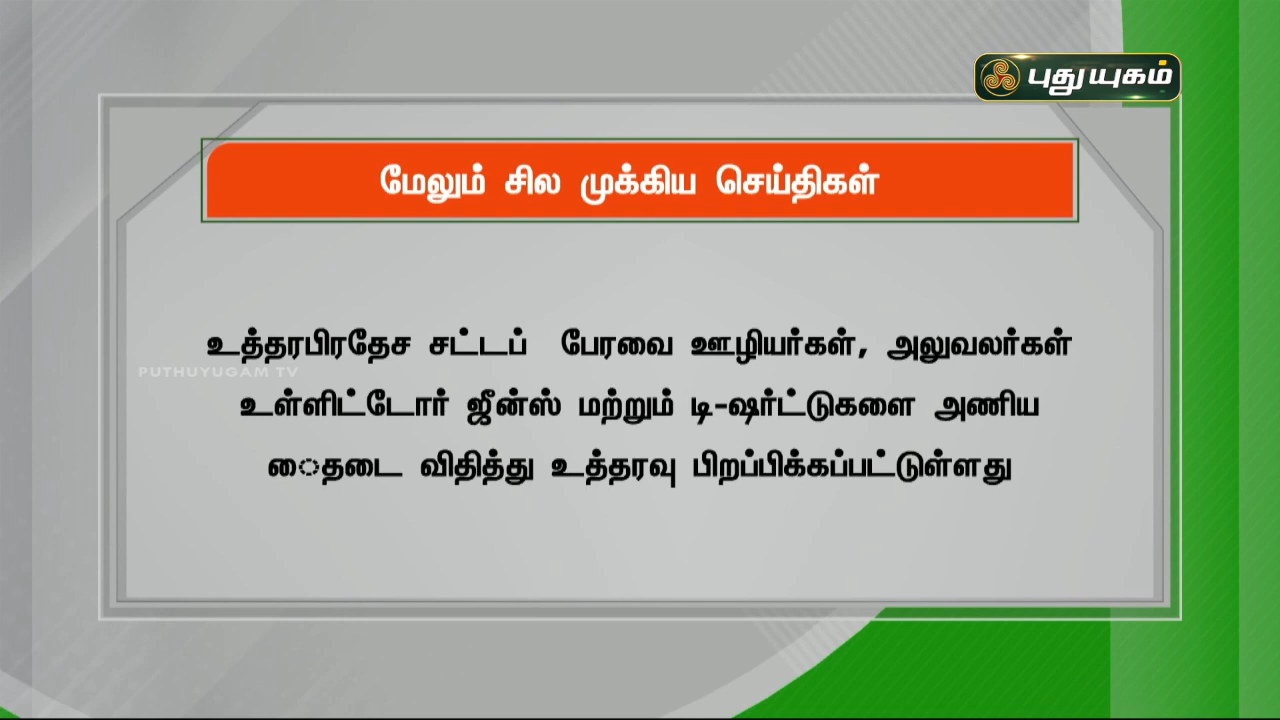 புதுயுகம்
மேலும் சில முக்கிய செய்திகள்
உத்தரபிரதேச சட்டப் பேரவை ஊழியர்கள், அலுவலர்கள்
PUTHUYUGAM TV
உள்ளிட்டோர் ஜீன்ஸ் மற்றும் டி-ஷர்ட்டுகளை அணிய
ைதடை விதித்து உத்தரவு பிறப்பிக்கப்பட்டுள்ளது